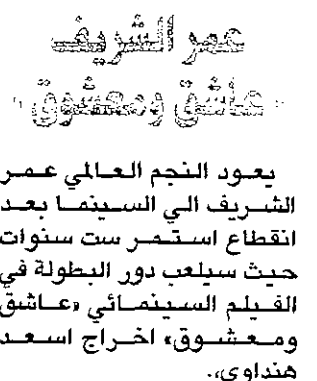 عمر الشريف
"عاشق ومعشوق"
يعود النجم العالمي عمر
الشريف الي السينما بعد
انقطاع استمر ست سنوات
حيث سيلعب دور البطولة في
الفيلم السينمائي «عاشق
ومعشوق» اخراج اسعد
هنداوي.